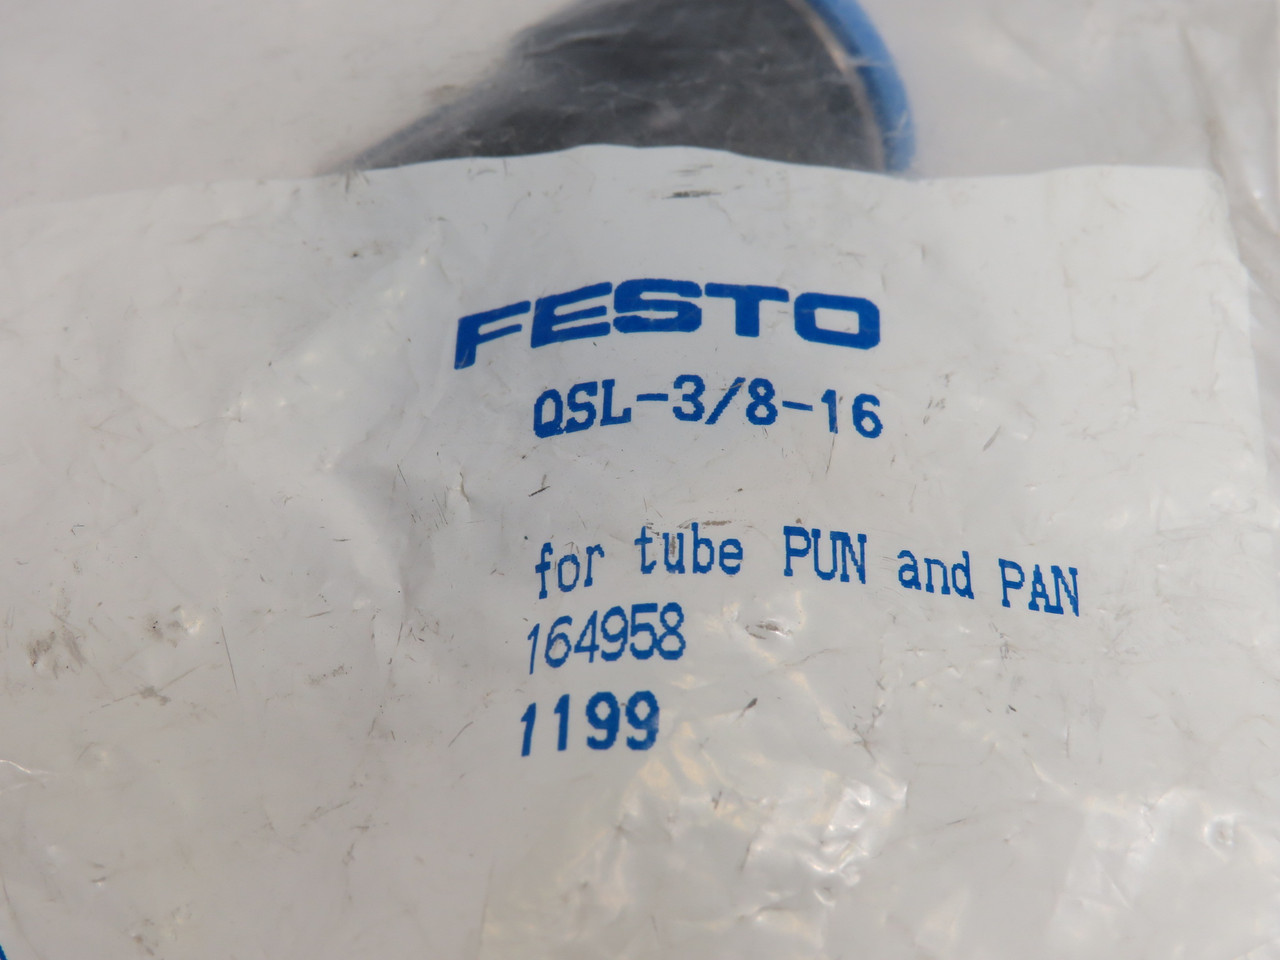 FESTO
QSL-3/8-16
for tube PUN and PAN
164958
1199